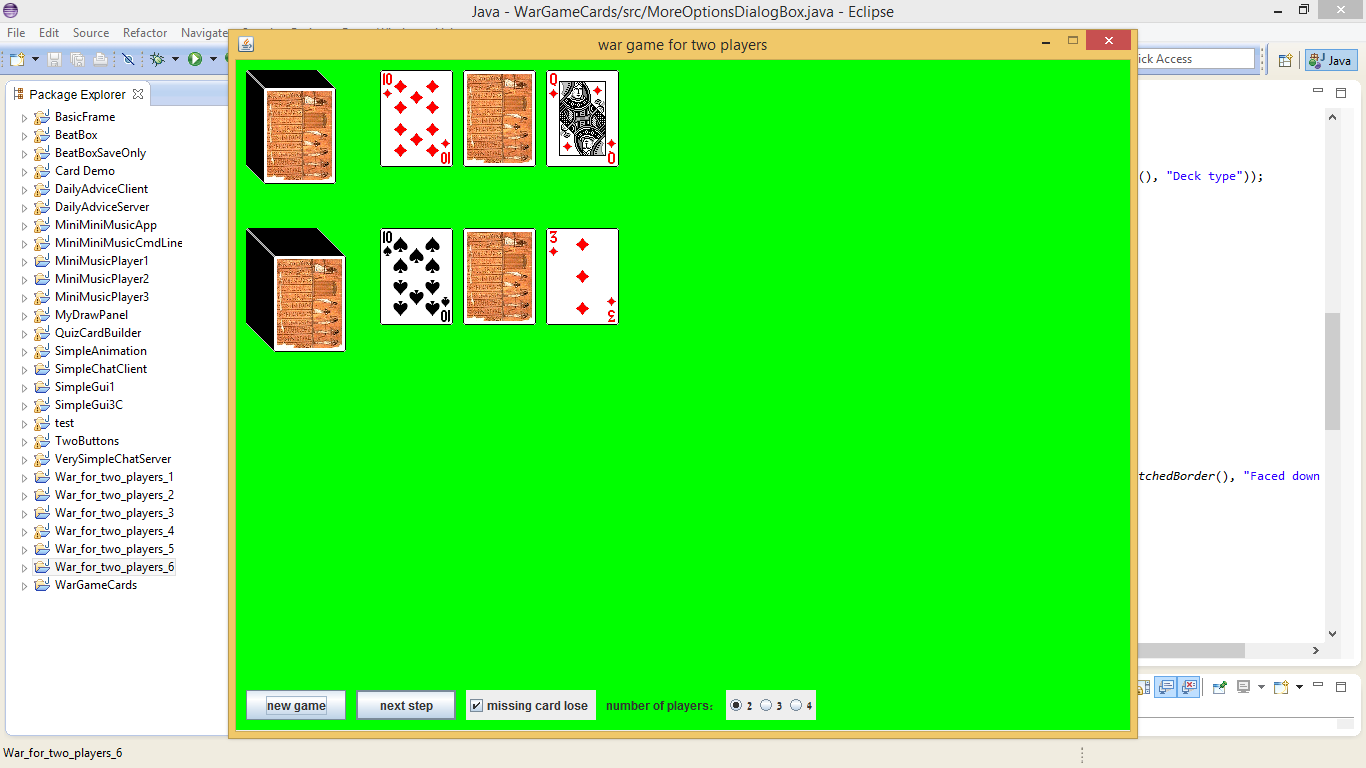 Java - WarGameCards/src/MoreOptionsDialogBox.java - Eclipse
File Edit Source Refactor Navigate
war game for two players
ck Access
Java
Package Explorer
BasicFrame
BeatBox
BeatBoxSaveOnly
Card Demo
DailyAdviceClient
DailyAdviceServer
MiniMiniMusicApp
MiniMiniMusicCmdLine
MiniMusicPlayer1
MiniMusicPlayer2
MiniMusicPlayer3
MyDrawPanel
QuizCardBuilder
SimpleAnimation
SimpleChatClient
SimpleGui1
SimpleGui3C
test
TwoButtons
VerySimpleChatServer
War_for_two_players_1
War_for_two_players_2
War_for_two_players_3
War_for_two_players_4
War_for_two_players_5
War_for_two_players_6
WarGameCards
10 Q
10 Q
10 3
10 3
(), "Deck type"));
tchedBorder(), "Faced down
new game next step missing card lose number of players: 2 3 4
War_for_two_players_6